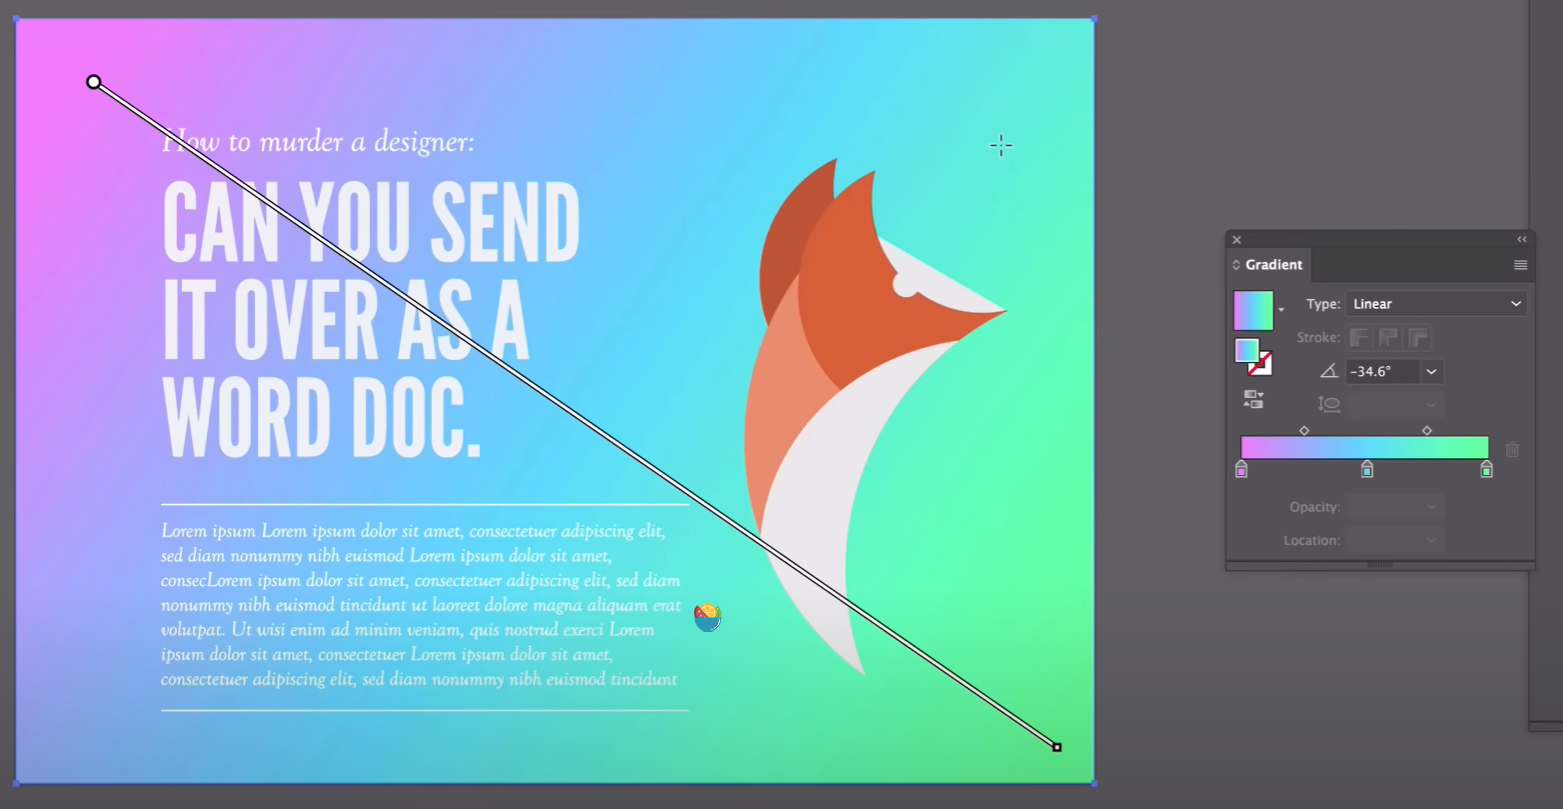 How to murder a designer:
CAN YOU SEND
IT OVER AS A
WORD DOC.
Lorem ipsum Lorem ipsum dolor sit amet, consectetuer adipiscing elit,
sed diam nonummy nibh euismod Lorem ipsum dolor sit amet,
consecLorem ipsum dolor sit amet, consectetuer adipiscing elit, sed diam
nonummy nibh euismod tincidunt ut laoreet dolore magna aliquam erat
volutpat. Ut wisi enim ad minim veniam, quis nostrud exerci Lorem
ipsum dolor sit amet, consectetuer Lorem ipsum dolor sit amet,
consectetuer adipiscing elit, sed diam nonummy nibh euismod tincidunt
Gradient
Type: Linear
Stroke:
-34.6°
Opacity:
Location: